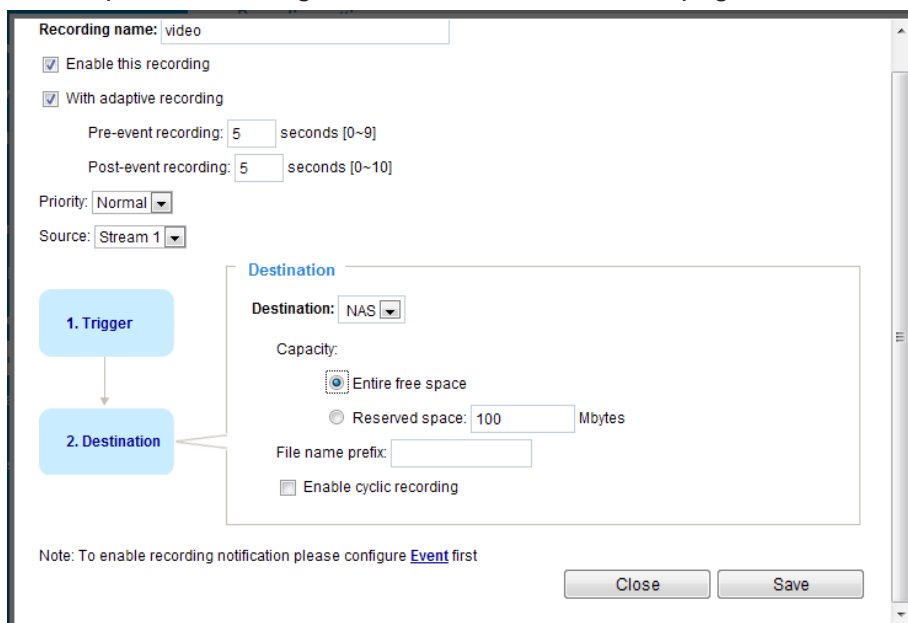 Recording name: video
Enable this recording
With adaptive recording
Pre-event recording: 5 seconds [0~9]
Post-event recording: 5 seconds [0~10]
Priority: Normal
Source: Stream 1
Destination
1. Trigger
2. Destination
Destination: NAS
Capacity:
Entire free space
Reserved space: 100 Mbytes
File name prefix:
Enable cyclic recording
Note: To enable recording notification please configure Event first
Close Save